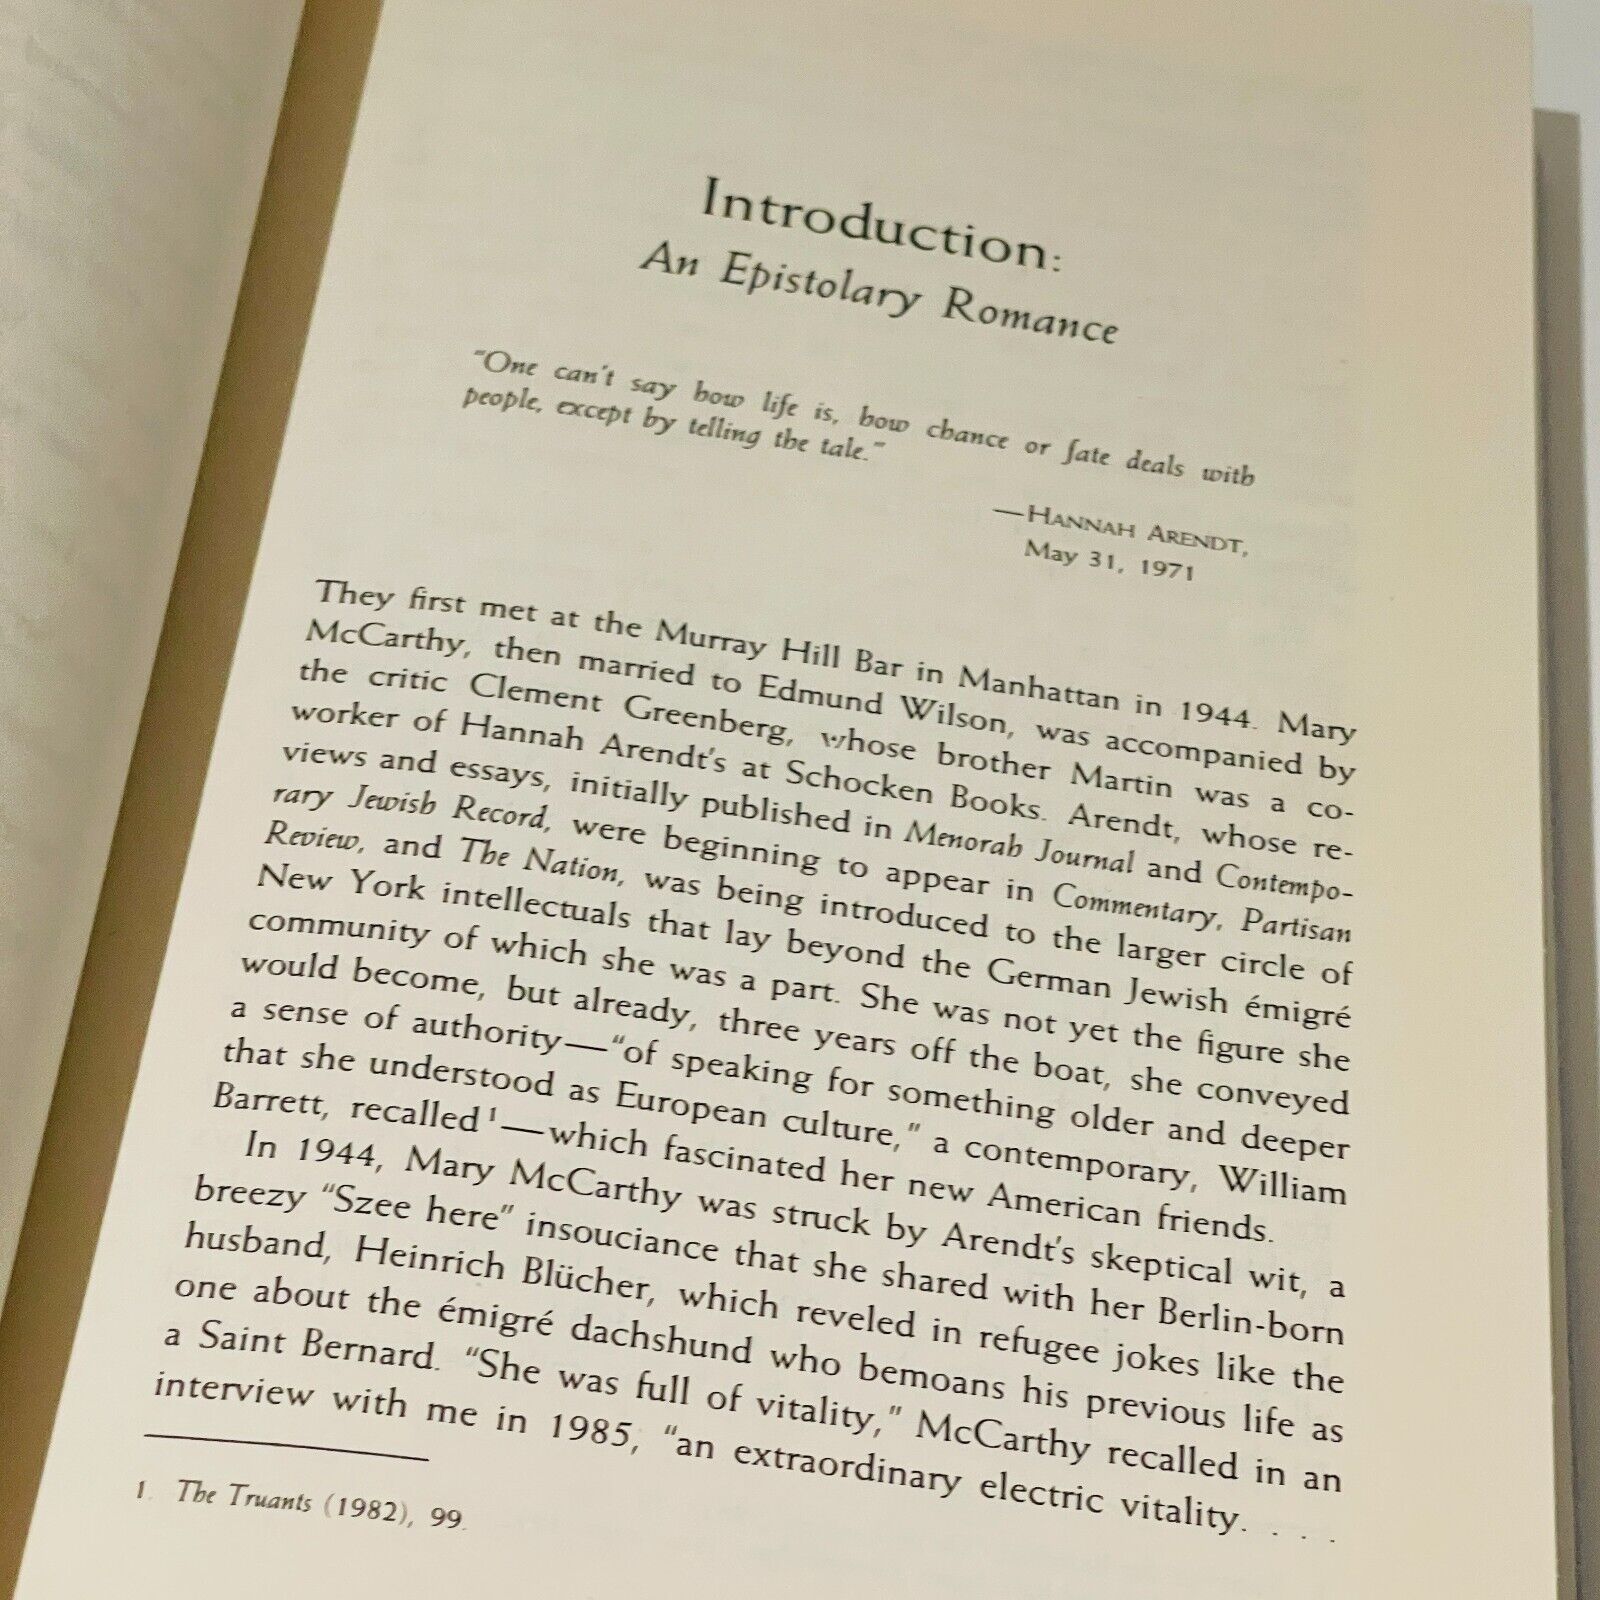 Introduction:
An Epistolary Romance
"One can't say how life is, how chance or fate deals with
people, except by telling the tale."
—HANNAH ARENDT,
May 31, 1971
They first met at the Murray Hill Bar in Manhattan in 1944. Mary
McCarthy, then married to Edmund Wilson, was accompanied by
the critic Clement Greenberg, whose brother Martin was a co-
worker of Hannah Arendt's at Schocken Books. Arendt, whose re-
views and essays, initially published in Menorah Journal and Contempo-
rary Jewish Record, were beginning to appear in Commentary, Partisan
Review, and The Nation, was being introduced to the larger circle of
New York intellectuals that lay beyond the German Jewish émigré
community of which she was a part. She was not yet the figure she
would become, but already, three years off the boat, she conveyed
a sense of authority—"of speaking for something older and deeper
that she understood as European culture," a contemporary, William
Barrett, recalled1—which fascinated her new American friends.
In 1944, Mary McCarthy was struck by Arendt's skeptical wit, a
breezy "Szee here" insouciance that she shared with her Berlin-born
husband, Heinrich Blücher, which reveled in refugee jokes like the
one about the émigré dachshund who bemoans his previous life as
a Saint Bernard. "She was full of vitality," McCarthy recalled in an
interview with me in 1985, "an extraordinary electric vitality. . . .
1. The Truants (1982), 99.